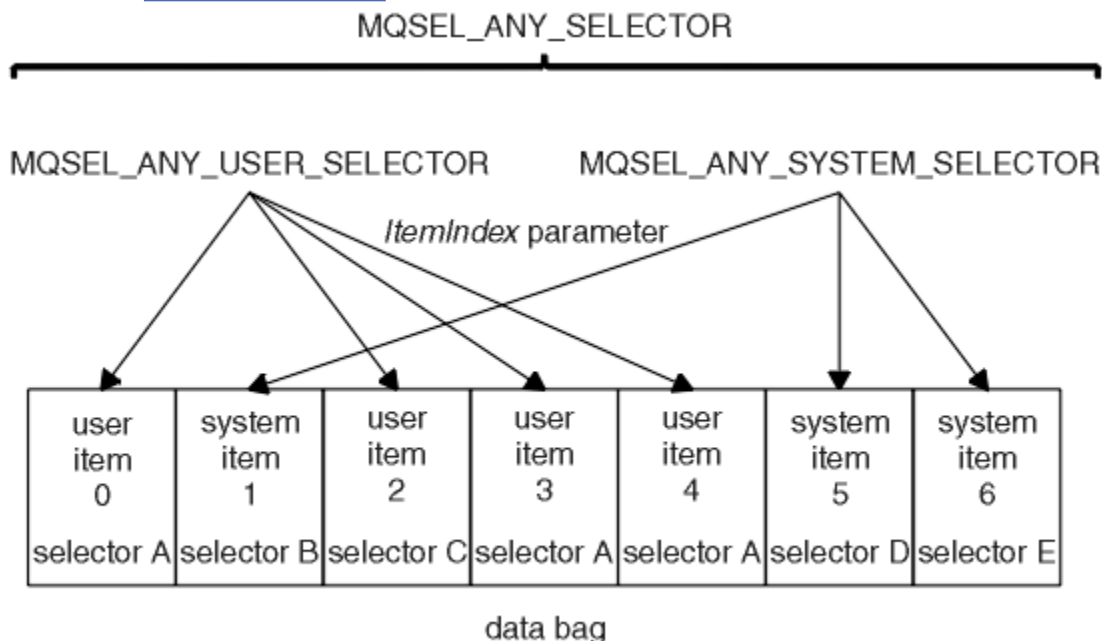 MQSEL_ANY_SELECTOR
MQSEL_ANY_USER_SELECTOR
MQSEL_ANY_SYSTEM_SELECTOR
ItemIndex parameter
user
item
0
selector A
system
item
1
selector B
user
item
2
selector C
user
item
3
selector A
user
item
4
selector A
system
item
5
selector D
system
item
6
selector E
data bag